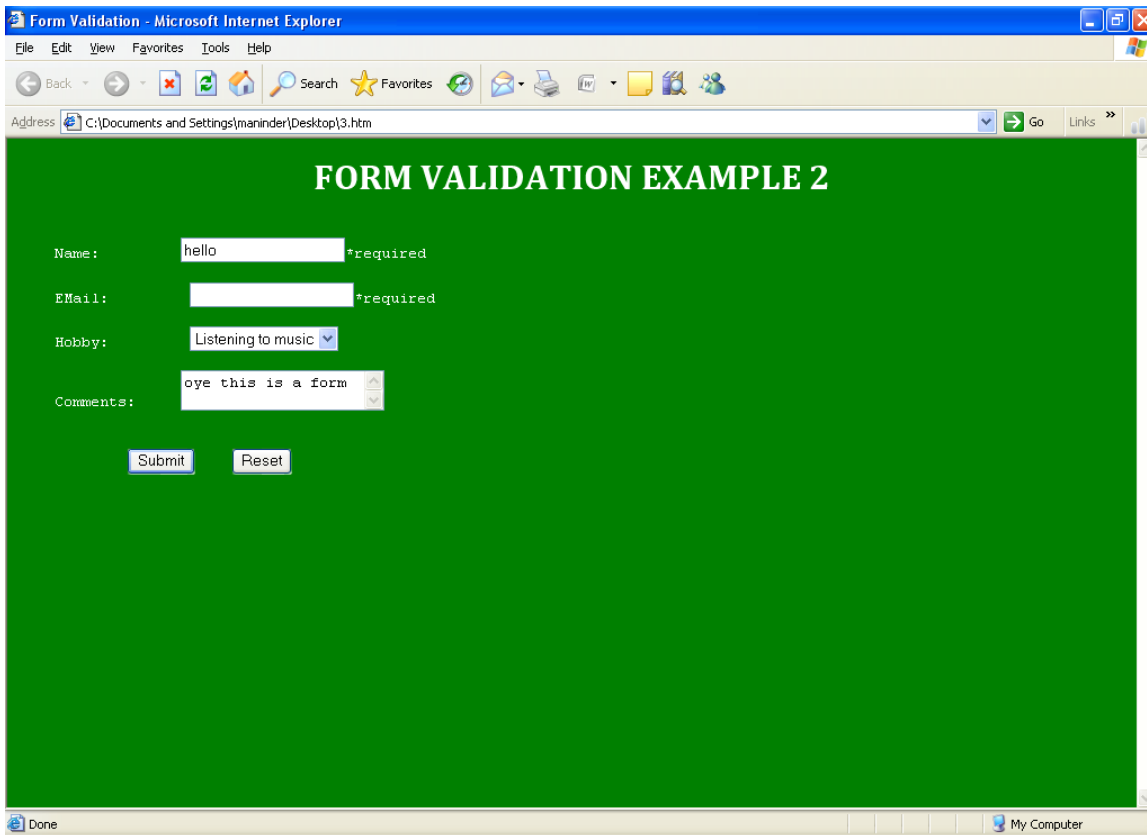 Form Validation - Microsoft Internet Explorer
File Edit View Favorites Tools Help
Back Search Favorites
Address C:\Documents and Settings\maninder\Desktop\3.htm Go Links »
FORM VALIDATION EXAMPLE 2
Name: hello *required
EMail: *required
Hobby: Listening to music
Comments: oye this is a form
Submit Reset
Done My Computer